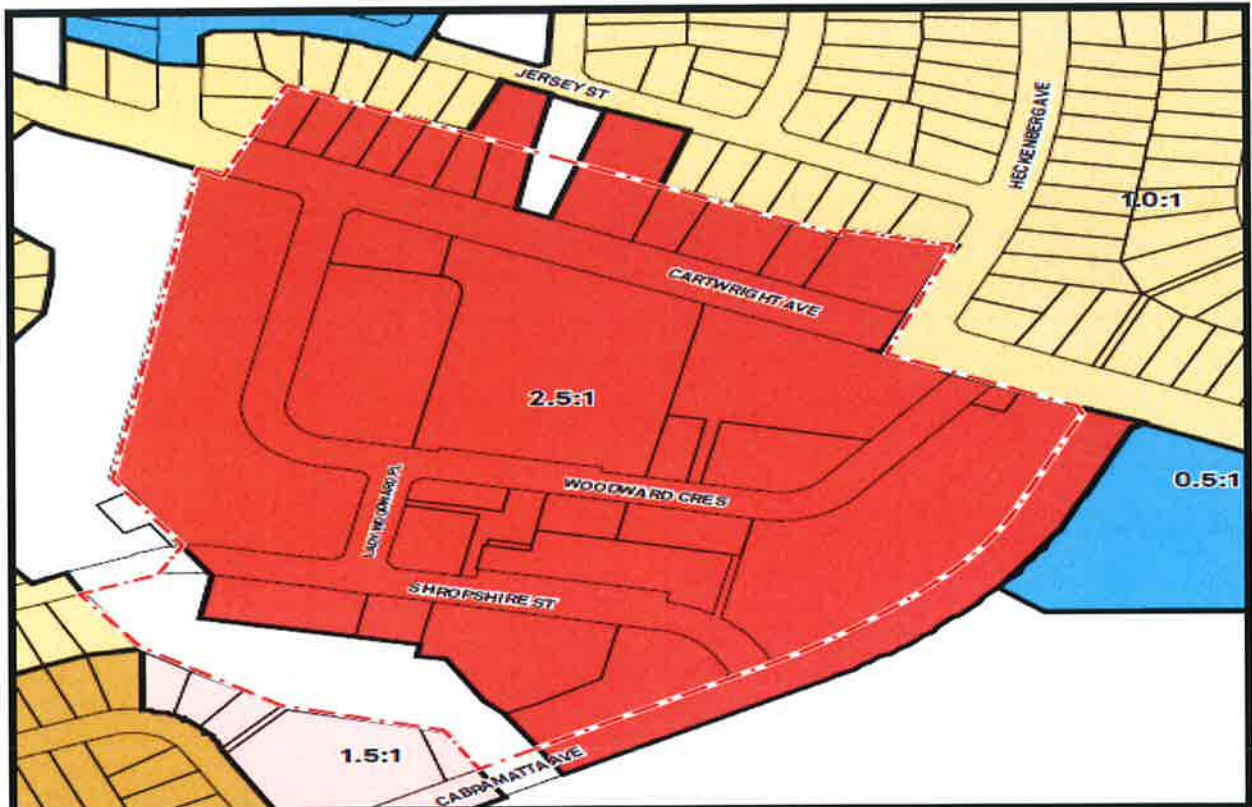 JERSEY ST
HECKENBERG AVE
1.0:1
CARTWRIGHT AVE
2.5:1
0.5:1
WOODWARD CRES
LADY WOODWARD PL
SHROPSHIRE ST
1.5:1
CABRAMATTA AVE